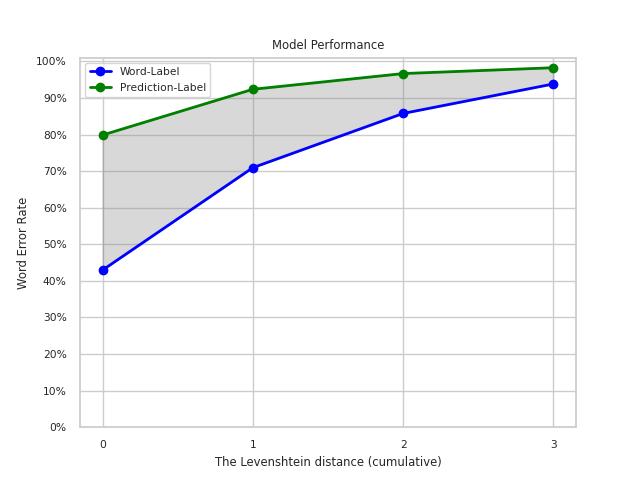 Model Performance
Word-Label
Prediction-Label
Word Error Rate
100%
90%
80%
70%
60%
50%
40%
30%
20%
10%
0%
0 1 2 3
The Levenshtein distance (cumulative)